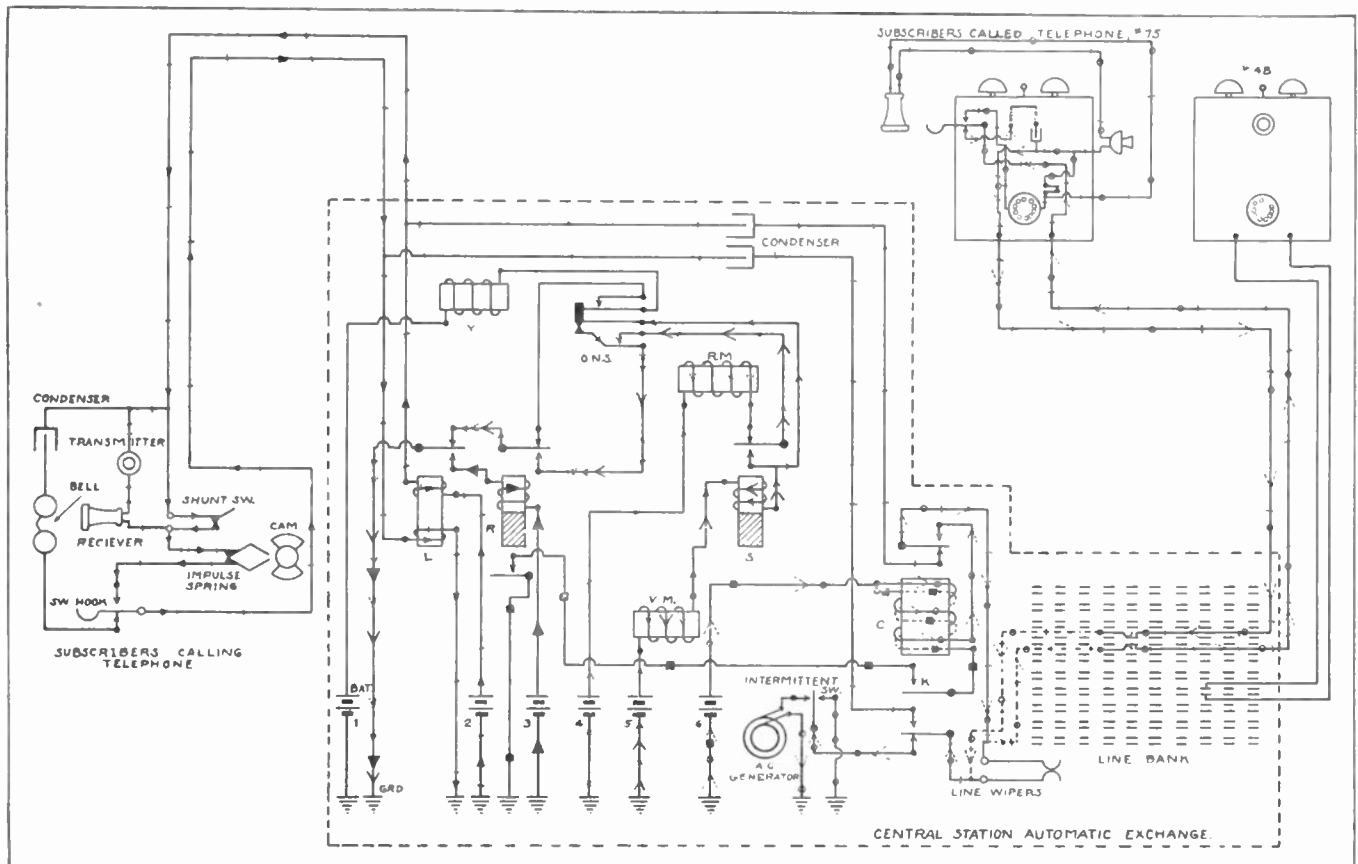 SUBSCRIBERS CALLED TELEPHONE, #75
#48
CONDENSER
Y
O.N.S.
R.M.
CONDENSER
TRANSMITTER
BELL
SHUNT SW.
CAM
RECIEVER
IMPULSE
SPRING
SW. HOOK
SUBSCRIBERS CALLING
TELEPHONE
L
R
S
V.M.
C
K
BAT.
1
2
3
4
5
6
INTERMITTENT
SW.
A.C.
GENERATOR
GRD
LINE BANK
LINE WIPERS
CENTRAL STATION AUTOMATIC EXCHANGE.